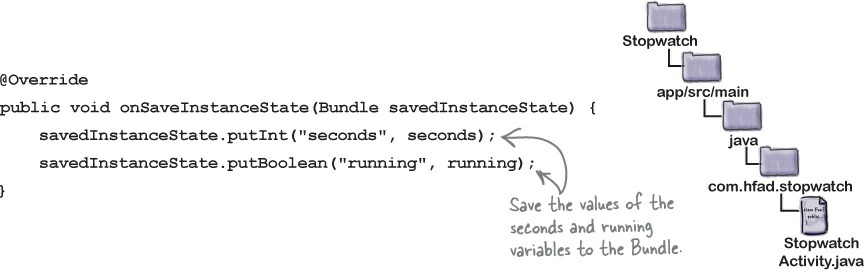 @Override
public void onSaveInstanceState(Bundle savedInstanceState) {
    savedInstanceState.putInt("seconds", seconds);
    savedInstanceState.putBoolean("running", running);
}
Save the values of the
seconds and running
variables to the Bundle.
Stopwatch
app/src/main
java
com.hfad.stopwatch
Stopwatch
Activity.java